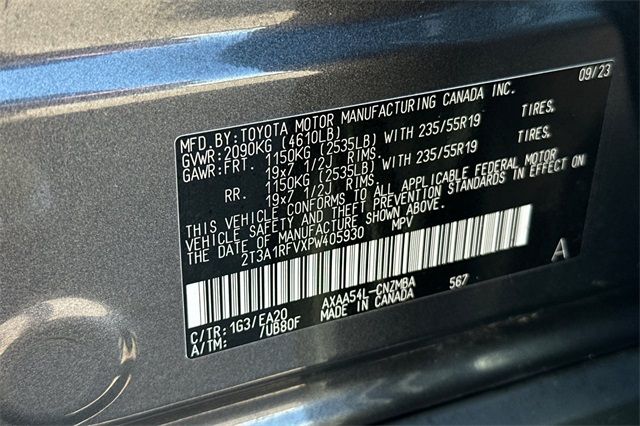 09/23
MFD. BY: TOYOTA MOTOR MANUFACTURING CANADA INC.
GVWR: 2090KG (4610LB)
GAWR: FRT. 1150KG (2535LB) WITH 235/55R19 TIRES.
19x7 1/2J RIMS.
RR. 1150KG (2535LB) WITH 235/55R19 TIRES.
19x7 1/2J RIMS.
THIS VEHICLE CONFORMS TO ALL APPLICABLE FEDERAL MOTOR
VEHICLE SAFETY AND THEFT PREVENTION STANDARDS IN EFFECT ON
THE DATE OF MANUFACTURE SHOWN ABOVE.
2T3A1RFVXPW405930 MPV
A
AXAA54L-CNZMBA 567
C/TR: 1G3/EA20 MADE IN CANADA
A/TM: /UB80F